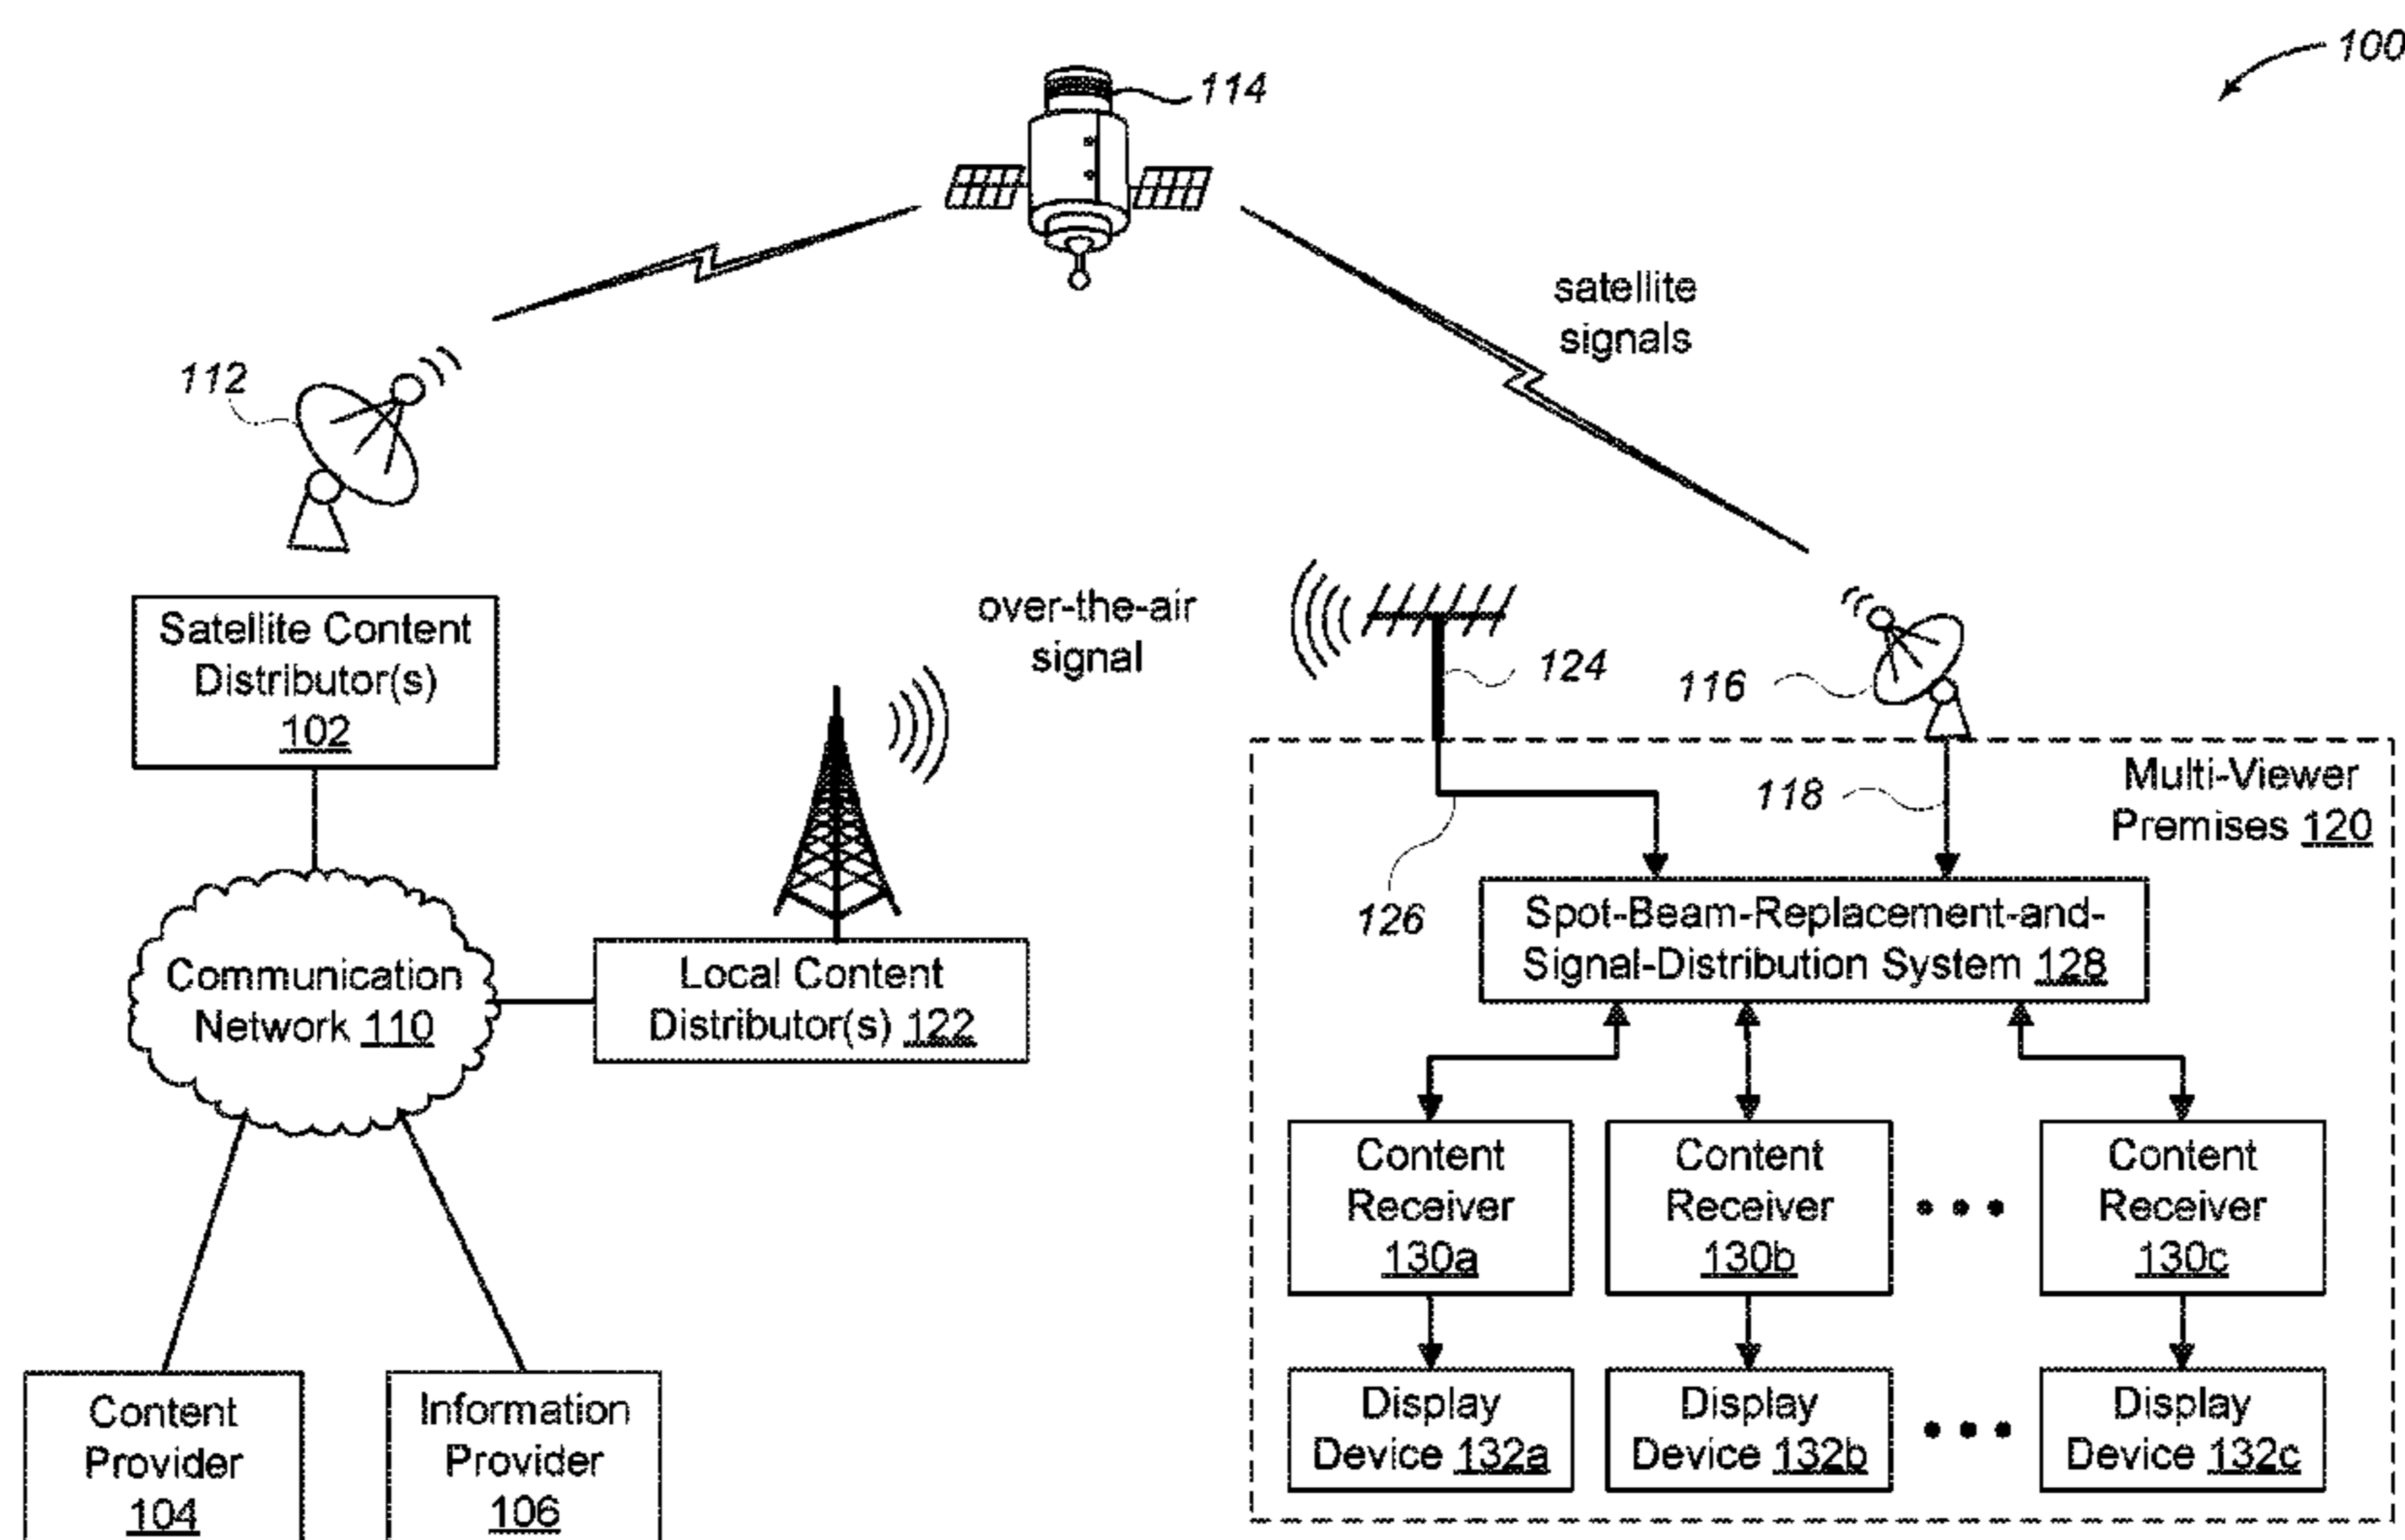 100
114
satellite
signals
112
over-the-air
signal
124
116
Satellite Content
Distributor(s)
102
118
Multi-Viewer
Premises 120
126
Spot-Beam-Replacement-and-
Signal-Distribution System 128
Communication
Network 110
Local Content
Distributor(s) 122
Content
Receiver
130a
Content
Receiver
130b
Content
Receiver
130c
Content
Provider
104
Information
Provider
106
Display
Device 132a
Display
Device 132b
Display
Device 132c